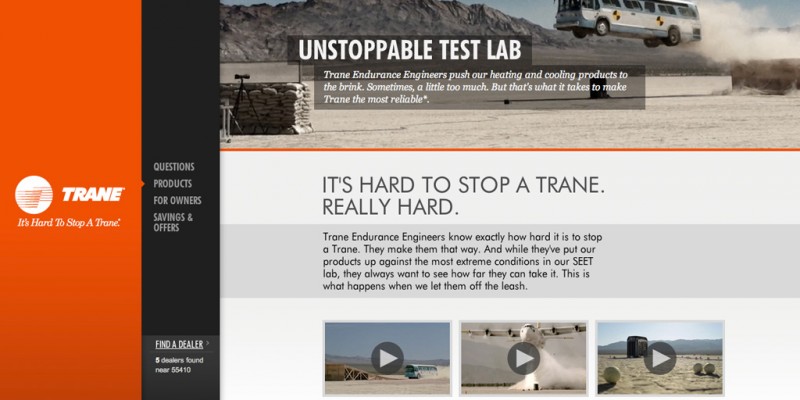 UNSTOPPABLE TEST LAB
Trane Endurance Engineers push our heating and cooling products to
the brink. Sometimes, a little too much. But that's what it takes to make
Trane the most reliable*.
TRANE
It's Hard To Stop A Trane.
QUESTIONS
PRODUCTS
FOR OWNERS
SAVINGS &
OFFERS
FIND A DEALER >
5 dealers found
near 55410
IT'S HARD TO STOP A TRANE.
REALLY HARD.
Trane Endurance Engineers know exactly how hard it is to stop
a Trane. They make them that way. And while they've put our
products up against the most extreme conditions in our SEET
lab, they always want to see how far they can take it. This is
what happens when we let them off the leash.